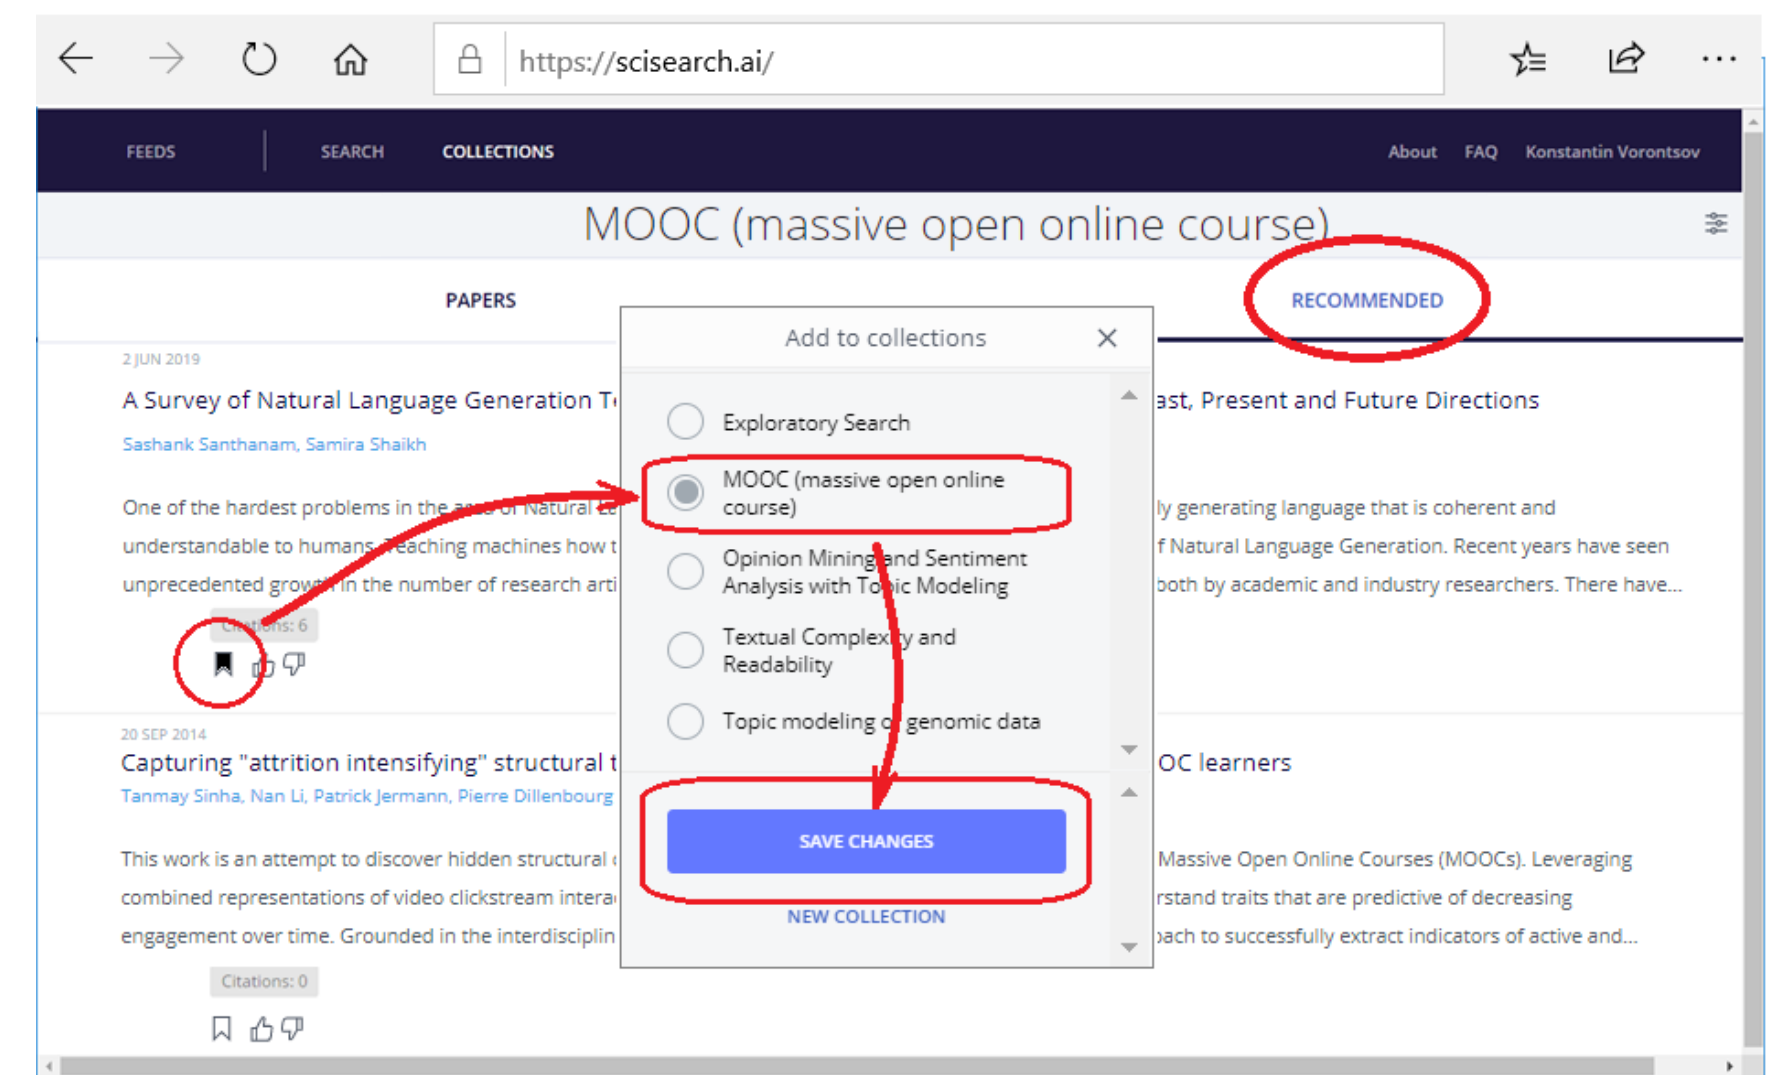 https://scisearch.ai/
FEEDS SEARCH COLLECTIONS About FAQ Konstantin Vorontsov
MOOC (massive open online course)
PAPERS RECOMMENDED
2 JUN 2019
A Survey of Natural Language Generation ast, Present and Future Directions
Sashank Santhanam, Samira Shaikh
One of the hardest problems in the area of Natural ly generating language that is coherent and
understandable to humans. Teaching machines how t f Natural Language Generation. Recent years have seen
unprecedented growth in the number of research arti both by academic and industry researchers. There have...
Citations: 6
Add to collections
Exploratory Search
MOOC (massive open online
course)
Opinion Mining and Sentiment
Analysis with Topic Modeling
Textual Complexity and
Readability
Topic modeling of genomic data
SAVE CHANGES
NEW COLLECTION
20 SEP 2014
Capturing "attrition intensifying" structural t OC learners
Tanmay Sinha, Nan Li, Patrick Jermann, Pierre Dillenbourg
This work is an attempt to discover hidden structural Massive Open Online Courses (MOOCs). Leveraging
combined representations of video clickstream intera rstand traits that are predictive of decreasing
engagement over time. Grounded in the interdisciplin ach to successfully extract indicators of active and...
Citations: 0